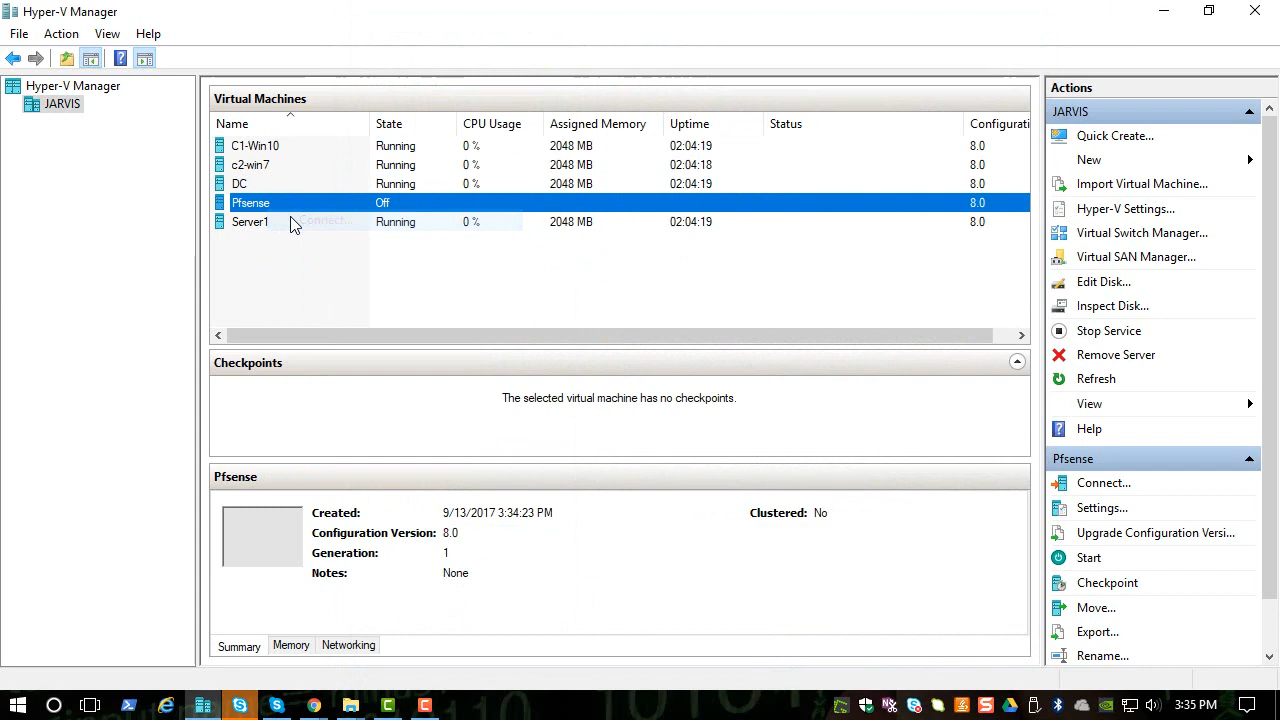 Hyper-V Manager
File Action View Help
Hyper-V Manager
JARVIS
Virtual Machines
Name State CPU Usage Assigned Memory Uptime Status Configurati
C1-Win10 Running 0 % 2048 MB 02:04:19 8.0
c2-win7 Running 0 % 2048 MB 02:04:18 8.0
DC Running 0 % 2048 MB 02:04:19 8.0
Pfsense Off 8.0
Connect...
Server1 Running 0 % 2048 MB 02:04:19 8.0
Checkpoints
The selected virtual machine has no checkpoints.
Pfsense
Created: 9/13/2017 3:34:23 PM Clustered: No
Configuration Version: 8.0
Generation: 1
Notes: None
Summary Memory Networking
Actions
JARVIS
Quick Create...
New
Import Virtual Machine...
Hyper-V Settings...
Virtual Switch Manager...
Virtual SAN Manager...
Edit Disk...
Inspect Disk...
Stop Service
Remove Server
Refresh
View
Help
Pfsense
Connect...
Settings...
Upgrade Configuration Versi...
Start
Checkpoint
Move...
Export...
Rename...
3:35 PM